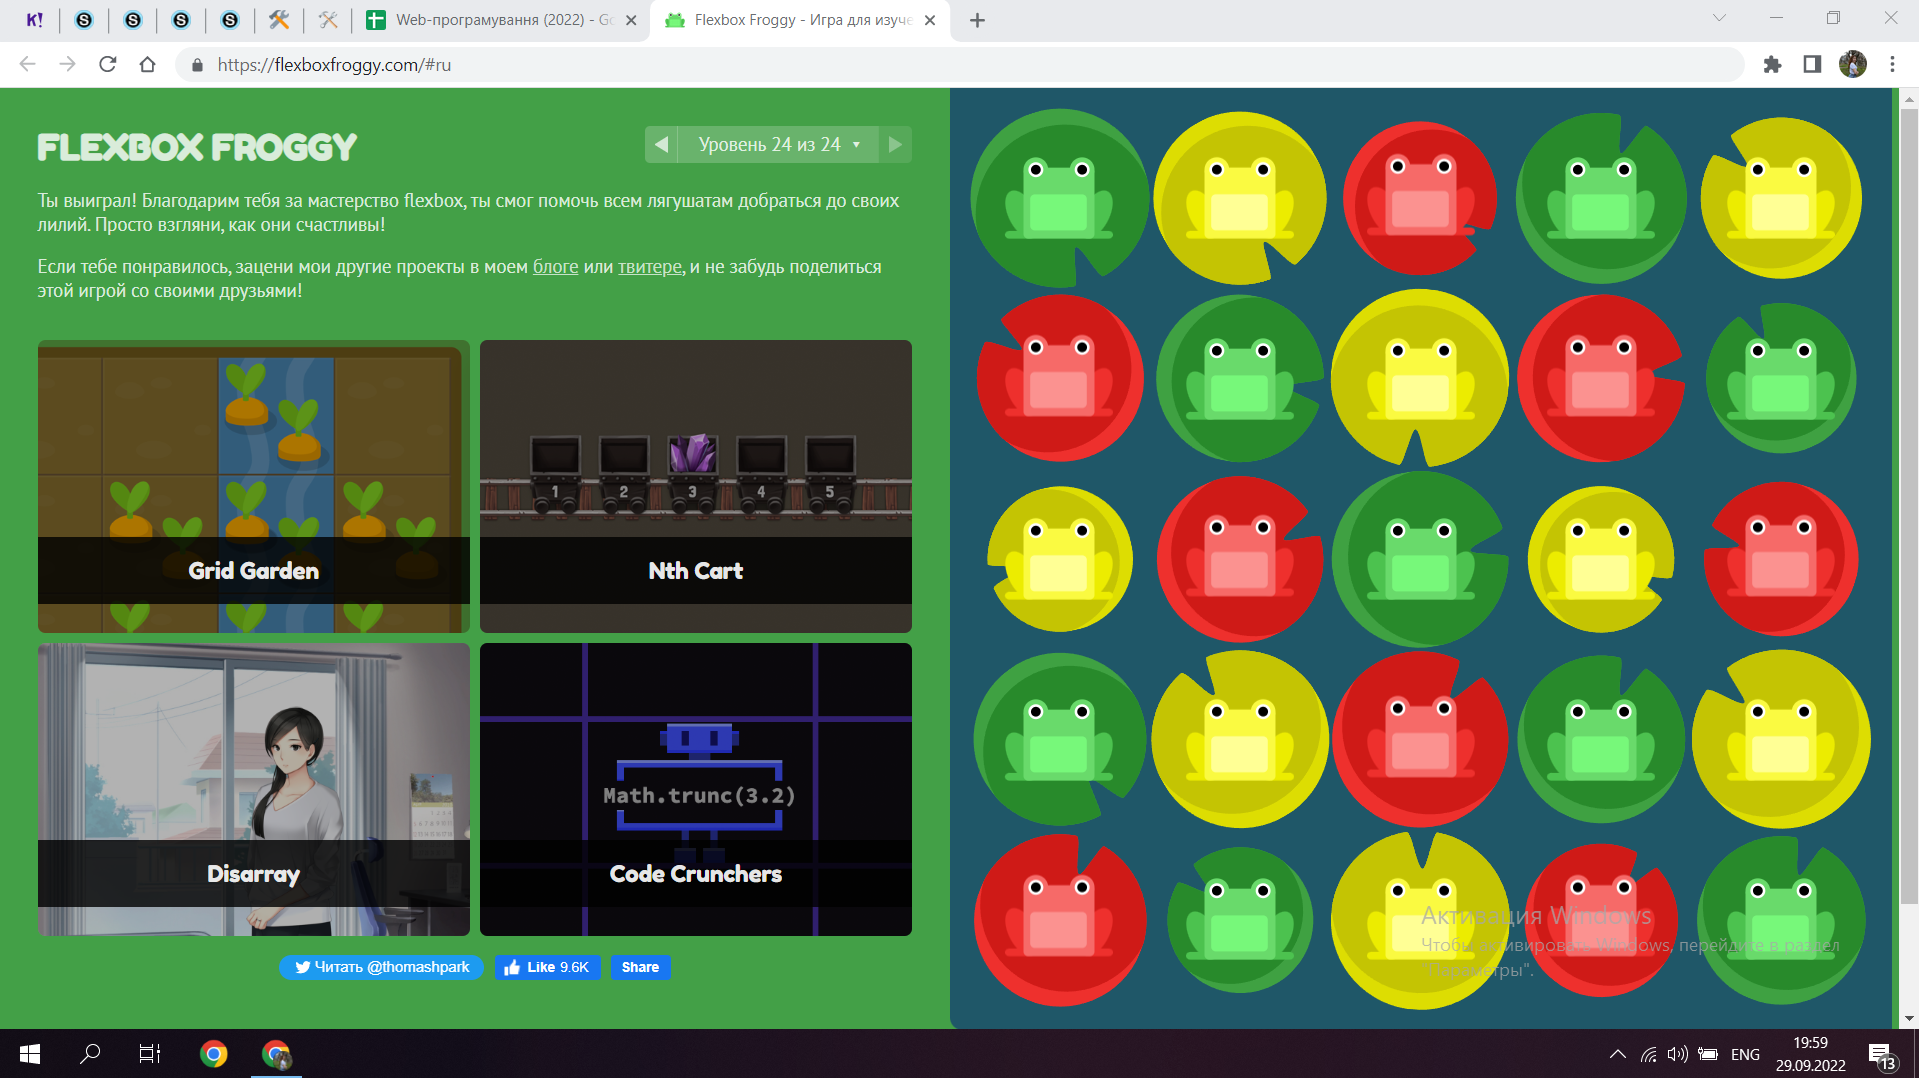 K!
S
S
S
S
Web-програмування (2022) - Go
Flexbox Froggy - Игра для изуче
https://flexboxfroggy.com/#ru
FLEXBOX FROGGY
Уровень 24 из 24
Ты выиграл! Благодарим тебя за мастерство flexbox, ты смог помочь всем лягушатам добраться до своих
лилий. Просто взгляни, как они счастливы!
Если тебе понравилось, зацени мои другие проекты в моем блоге или твитере, и не забудь поделиться
этой игрой со своими друзьями!
1 2 3 4 5
Grid Garden
Nth Cart
Math.trunc(3.2)
Disarray
Code Crunchers
Читать @thomashpark
Like 9.6K
Share
Активация Windows
Чтобы активировать Windows, перейдите в раздел
"Параметры".
ENG
19:59
29.09.2022
13